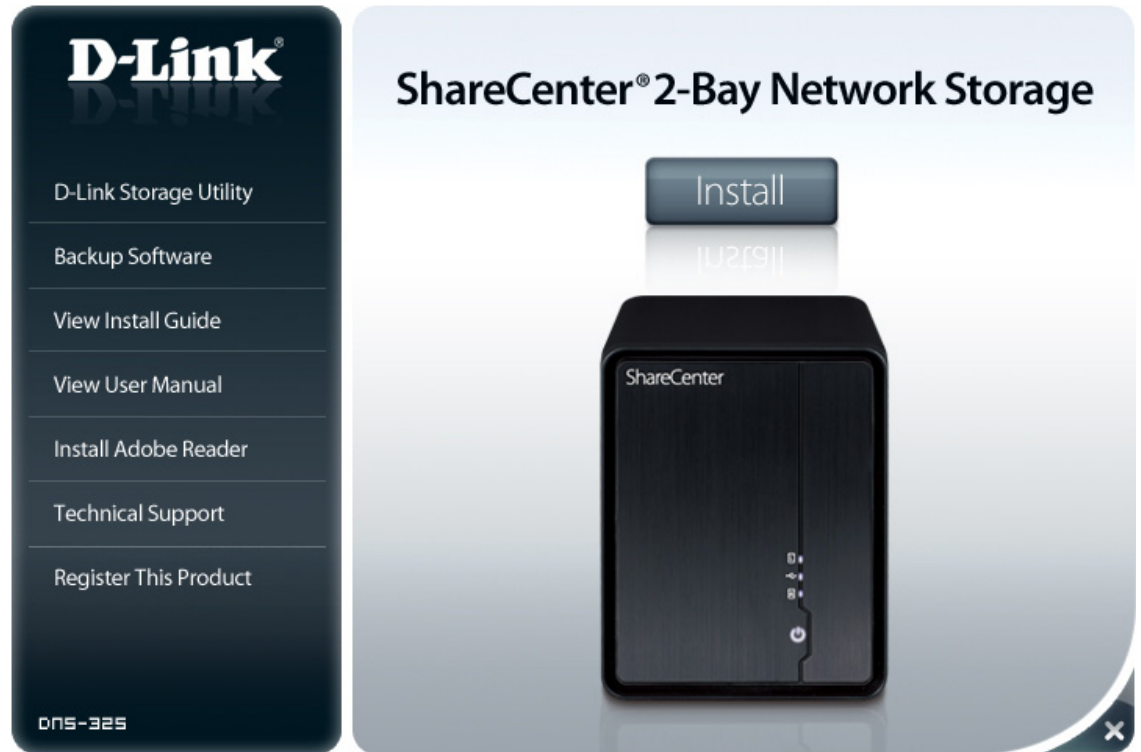 D-Link®
D-Link Storage Utility
Backup Software
View Install Guide
View User Manual
Install Adobe Reader
Technical Support
Register This Product
DNS-325
ShareCenter® 2-Bay Network Storage
Install
ShareCenter